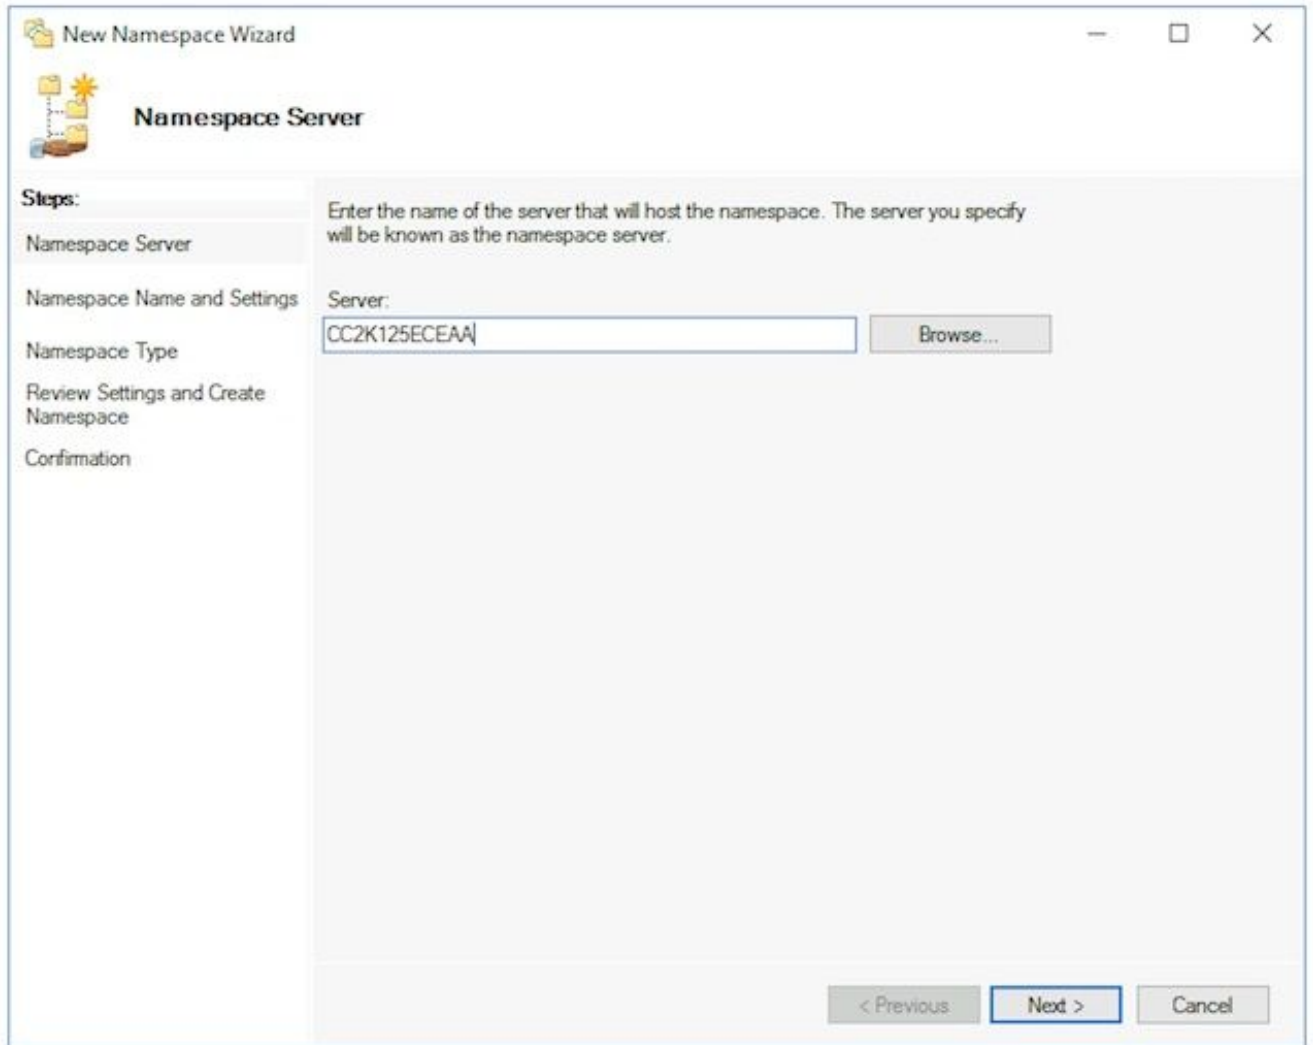 New Namespace Wizard
Namespace Server
Steps:
Namespace Server
Namespace Name and Settings
Namespace Type
Review Settings and Create
Namespace
Confirmation
Enter the name of the server that will host the namespace. The server you specify
will be known as the namespace server.
Server:
CC2K125ECEAA
Browse...
< Previous
Next >
Cancel